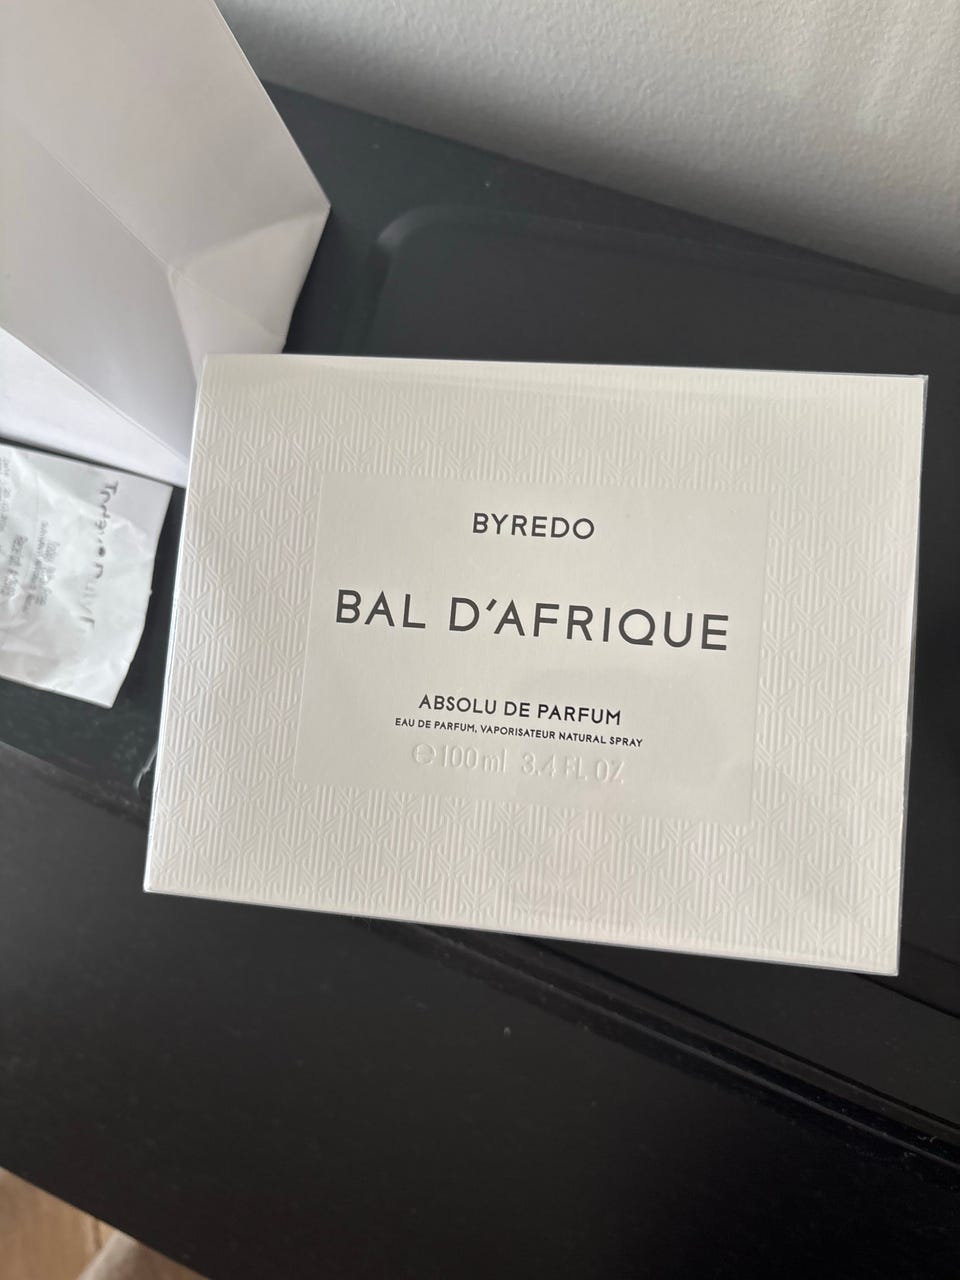 BYREDO
BAL D'AFRIQUE
ABSOLU DE PARFUM
EAU DE PARFUM, VAPORISATEUR NATURAL SPRAY
℮ 100 ml 3.4 FL OZ